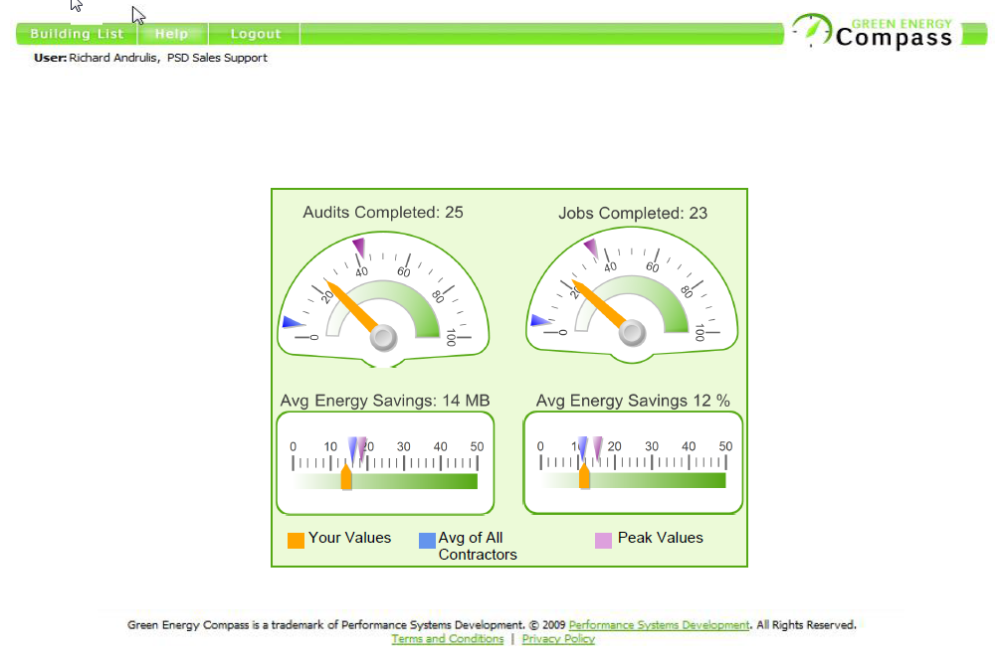 Building List Help Logout
GREEN ENERGY
Compass
User: Richard Andrulis, PSD Sales Support
Audits Completed: 25
0 20 40 60 80 100
Jobs Completed: 23
0 20 40 60 80 100
Avg Energy Savings: 14 MB
0 10 20 30 40 50
Avg Energy Savings 12 %
0 10 20 30 40 50
Your Values
Avg of All
Contractors
Peak Values
Green Energy Compass is a trademark of Performance Systems Development. © 2009 Performance Systems Development. All Rights Reserved.
Terms and Conditions | Privacy Policy